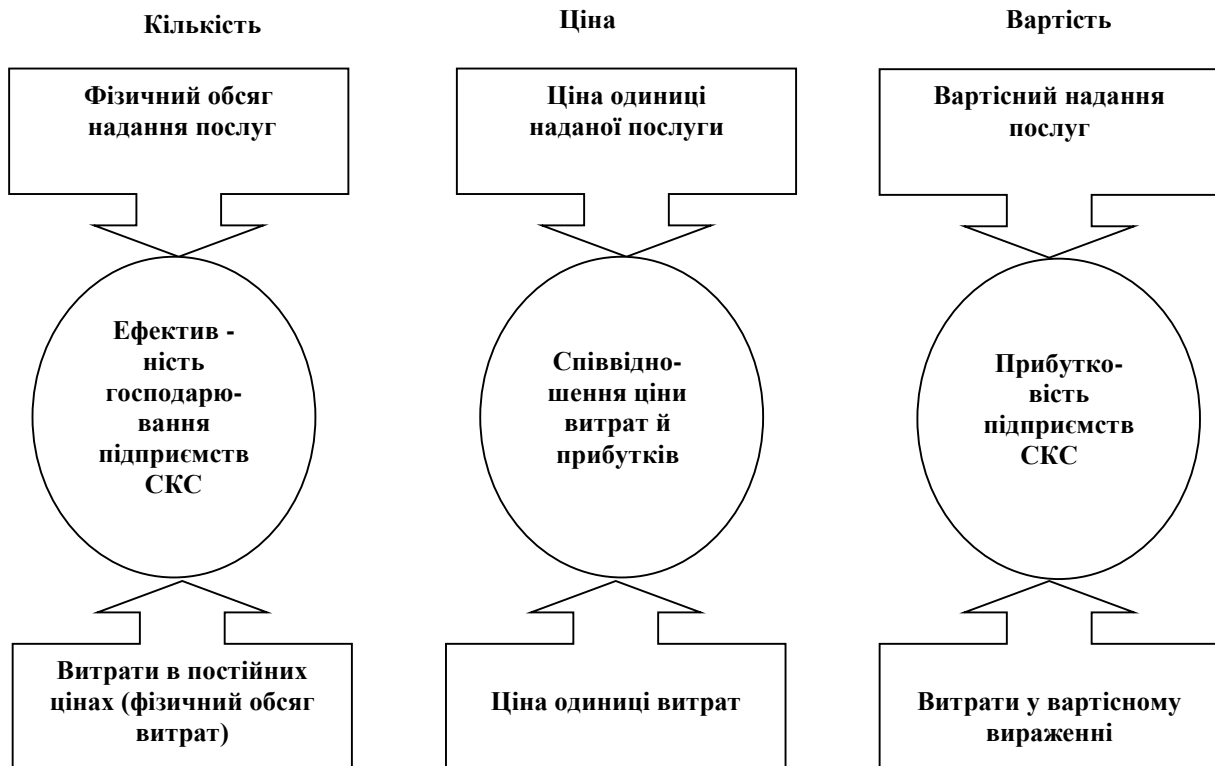 Кількість
Ціна
Вартість
Фізичний обсяг
надання послуг
Ціна одиниці
наданої послуги
Вартісний надання
послуг
Ефектив -
ність
господарю-
вання
підприємств
СКС
Співвідно-
шення ціни
витрат й
прибутків
Прибутко-
вість
підприємств
СКС
Витрати в постійних
цінах (фізичний обсяг
витрат)
Ціна одиниці витрат
Витрати у вартісному
вираженні